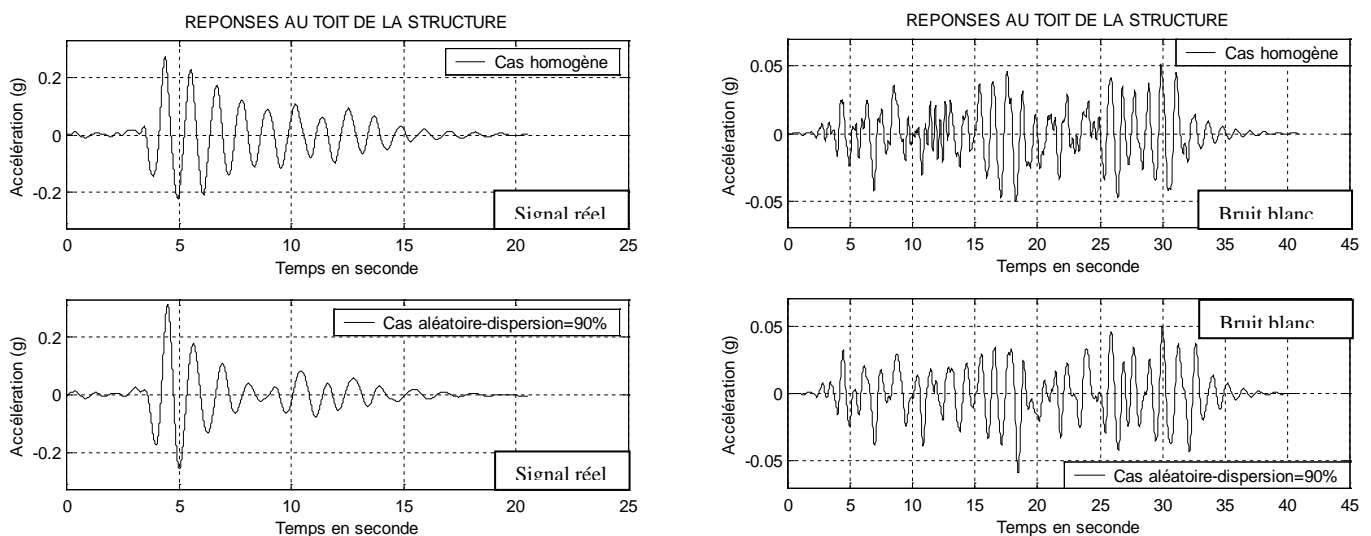 REPONSES AU TOIT DE LA STRUCTURE
Accélération (g)
0.2
0
-0.2
Cas homogène
Signal réel
0 5 10 15 20 25
Temps en seconde
Accélération (g)
0.2
0
-0.2
Cas aléatoire-dispersion=90%
Signal réel
0 5 10 15 20 25
Temps en seconde
REPONSES AU TOIT DE LA STRUCTURE
Accélération (g)
0.05
0
-0.05
Cas homogène
Bruit blanc
0 5 10 15 20 25 30 35 40 45
Temps en seconde
Accélération (g)
0.05
0
-0.05
Bruit blanc
Cas aléatoire-dispersion=90%
0 5 10 15 20 25 30 35 40 45
Temps en seconde